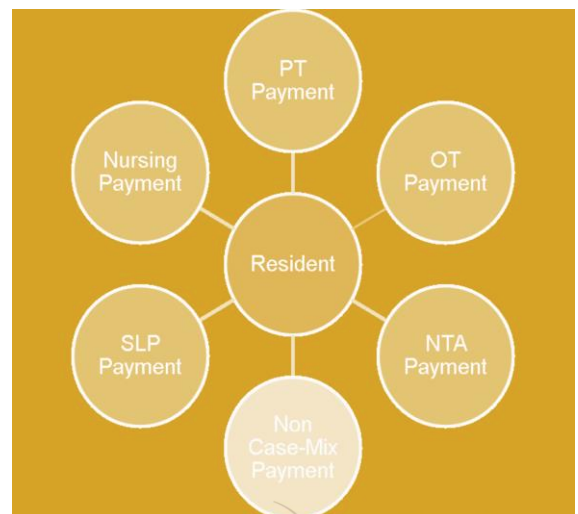 PT
Payment
Nursing
Payment
OT
Payment
Resident
SLP
Payment
NTA
Payment
Non
Case-Mix
Payment